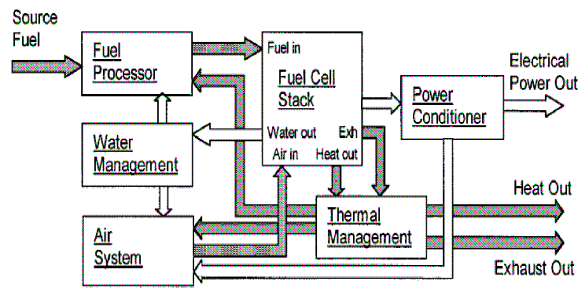 Source
Fuel
Fuel
Processor
Fuel in
Fuel Cell
Stack
Electrical
Power Out
Power
Conditioner
Water
Management
Water out
Exh
Air in
Heat out
Heat Out
Thermal
Management
Air
System
Exhaust Out